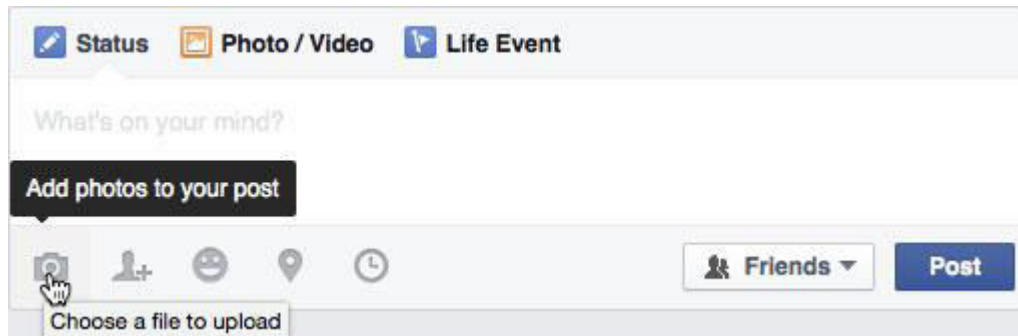 Status Photo / Video Life Event
What's on your mind?
Add photos to your post
Friends Post
Choose a file to upload